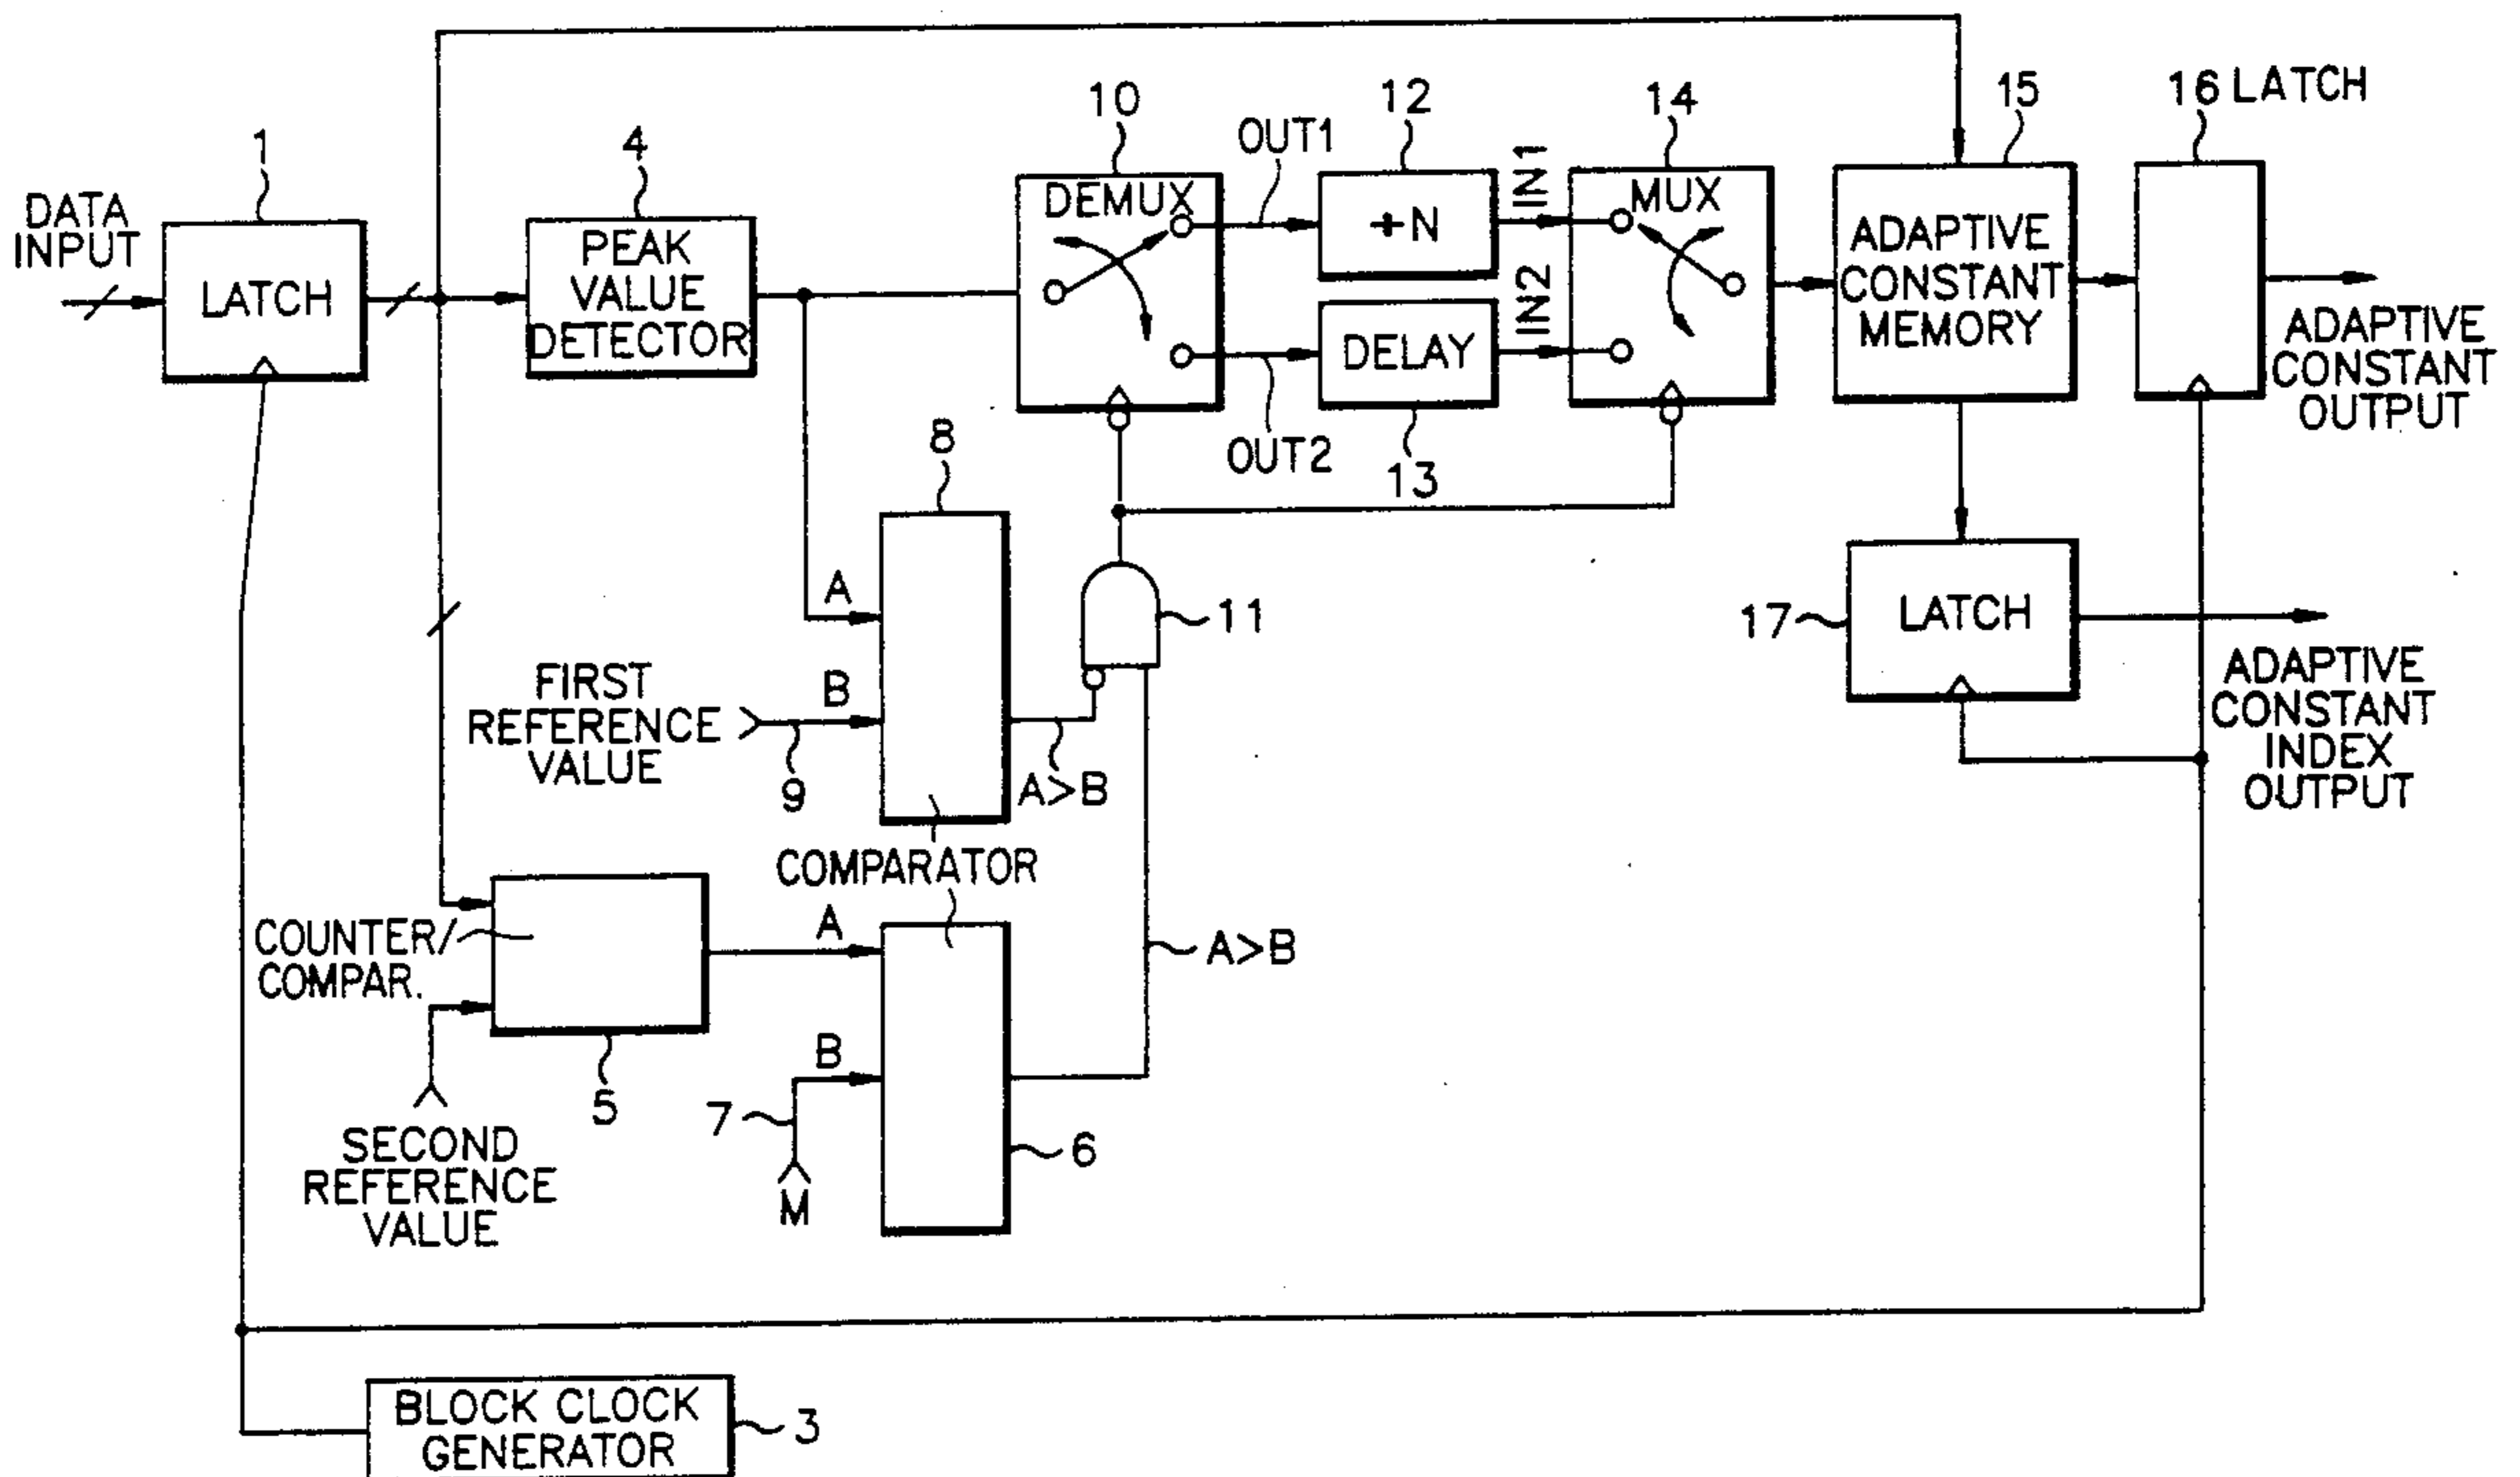 16 LATCH
15
10
12
14
OUT1
1
4
IN1
DATA
INPUT
DEMUX
MUX
+N
PEAK
VALUE
DETECTOR
LATCH
ADAPTIVE
CONSTANT
MEMORY
IN2
DELAY
ADAPTIVE
CONSTANT
OUTPUT
8
OUT2
13
A
11
17
LATCH
FIRST
REFERENCE
VALUE
B
9
A>B
ADAPTIVE
CONSTANT
INDEX
OUTPUT
COMPARATOR
COUNTER/
COMPAR.
A
A>B
B
5
7
6
SECOND
REFERENCE
VALUE
M
BLOCK CLOCK
GENERATOR
3